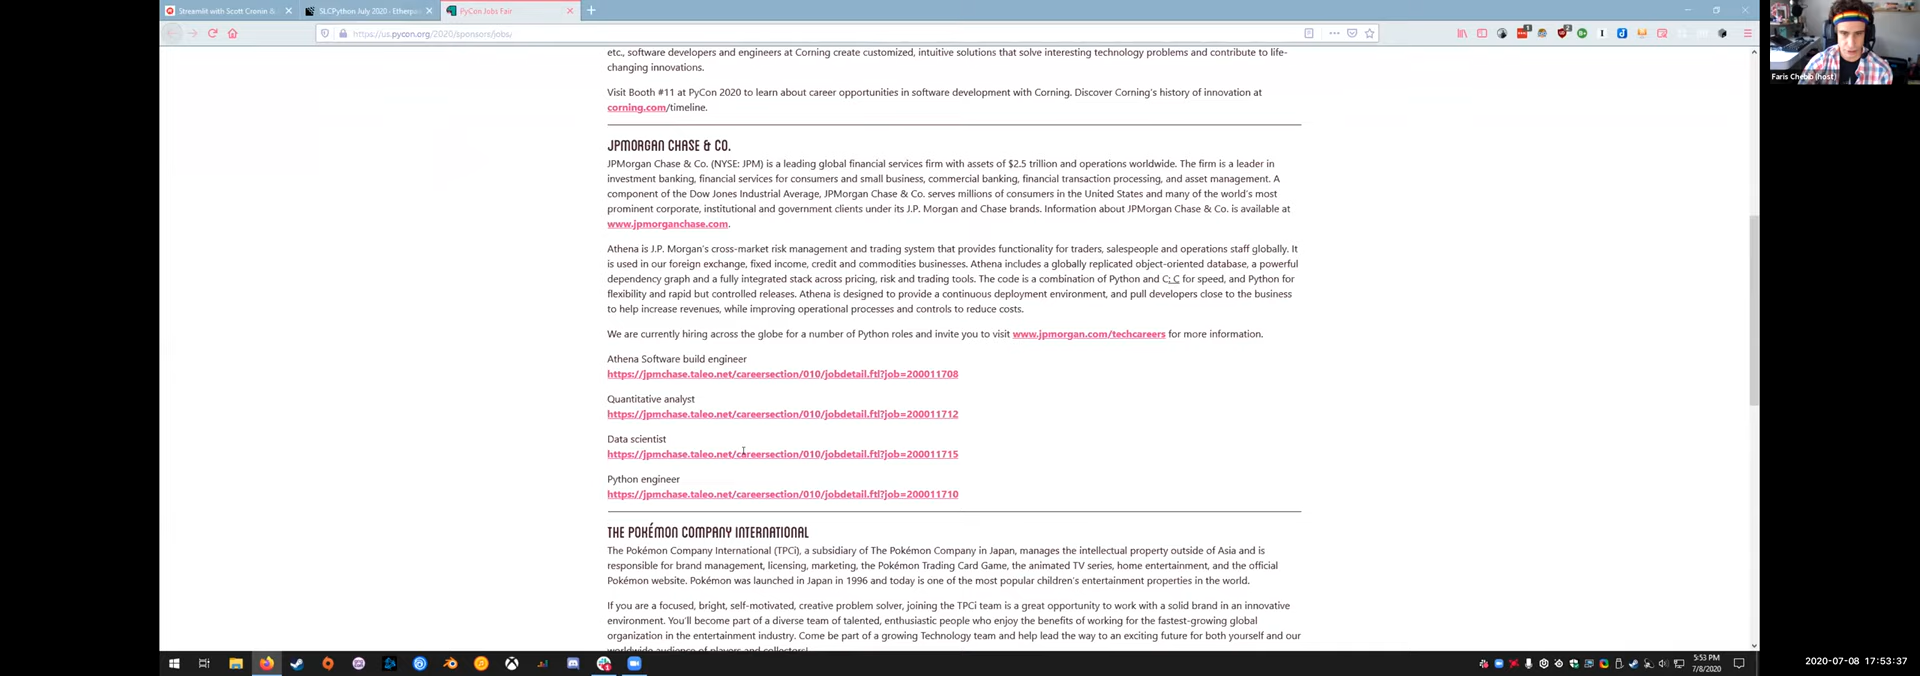 Streamlit with Scott Cronin &
SLCPython July 2020 - Etherpa
PyCon Jobs Fair
https://us.pycon.org/2020/sponsors/jobs/
Faris Chebib (host)
etc., software developers and engineers at Corning create customized, intuitive solutions that solve interesting technology problems and contribute to life-
changing innovations.
Visit Booth #11 at PyCon 2020 to learn about career opportunities in software development with Corning. Discover Corning's history of innovation at
corning.com/timeline.
JPMORGAN CHASE & CO.
JPMorgan Chase & Co. (NYSE: JPM) is a leading global financial services firm with assets of $2.5 trillion and operations worldwide. The firm is a leader in
investment banking, financial services for consumers and small business, commercial banking, financial transaction processing, and asset management. A
component of the Dow Jones Industrial Average, JPMorgan Chase & Co. serves millions of consumers in the United States and many of the world's most
prominent corporate, institutional and government clients under its J.P. Morgan and Chase brands. Information about JPMorgan Chase & Co. is available at
www.jpmorganchase.com.
Athena is J.P. Morgan's cross-market risk management and trading system that provides functionality for traders, salespeople and operations staff globally. It
is used in our foreign exchange, fixed income, credit and commodities businesses. Athena includes a globally replicated object-oriented database, a powerful
dependency graph and a fully integrated stack across pricing, risk and trading tools. The code is a combination of Python and C; C for speed, and Python for
flexibility and rapid but controlled releases. Athena is designed to provide a continuous deployment environment, and pull developers close to the business
to help increase revenues, while improving operational processes and controls to reduce costs.
We are currently hiring across the globe for a number of Python roles and invite you to visit www.jpmorgan.com/techcareers for more information.
Athena Software build engineer
https://jpmchase.taleo.net/careersection/010/jobdetail.ftl?job=200011708
Quantitative analyst
https://jpmchase.taleo.net/careersection/010/jobdetail.ftl?job=200011712
Data scientist
https://jpmchase.taleo.net/careersection/010/jobdetail.ftl?job=200011715
Python engineer
https://jpmchase.taleo.net/careersection/010/jobdetail.ftl?job=200011710
THE POKÉMON COMPANY INTERNATIONAL
The Pokémon Company International (TPCi), a subsidiary of The Pokémon Company in Japan, manages the intellectual property outside of Asia and is
responsible for brand management, licensing, marketing, the Pokémon Trading Card Game, the animated TV series, home entertainment, and the official
Pokémon website. Pokémon was launched in Japan in 1996 and today is one of the most popular children's entertainment properties in the world.
If you are a focused, bright, self-motivated, creative problem solver, joining the TPCi team is a great opportunity to work with a solid brand in an innovative
environment. You'll become part of a diverse team of talented, enthusiastic people who enjoy the benefits of working for the fastest-growing global
organization in the entertainment industry. Come be part of a growing Technology team and help lead the way to an exciting future for both yourself and our
worldwide audience of players and collectors!
5:53 PM
7/8/2020
2020-07-08 17:53:37